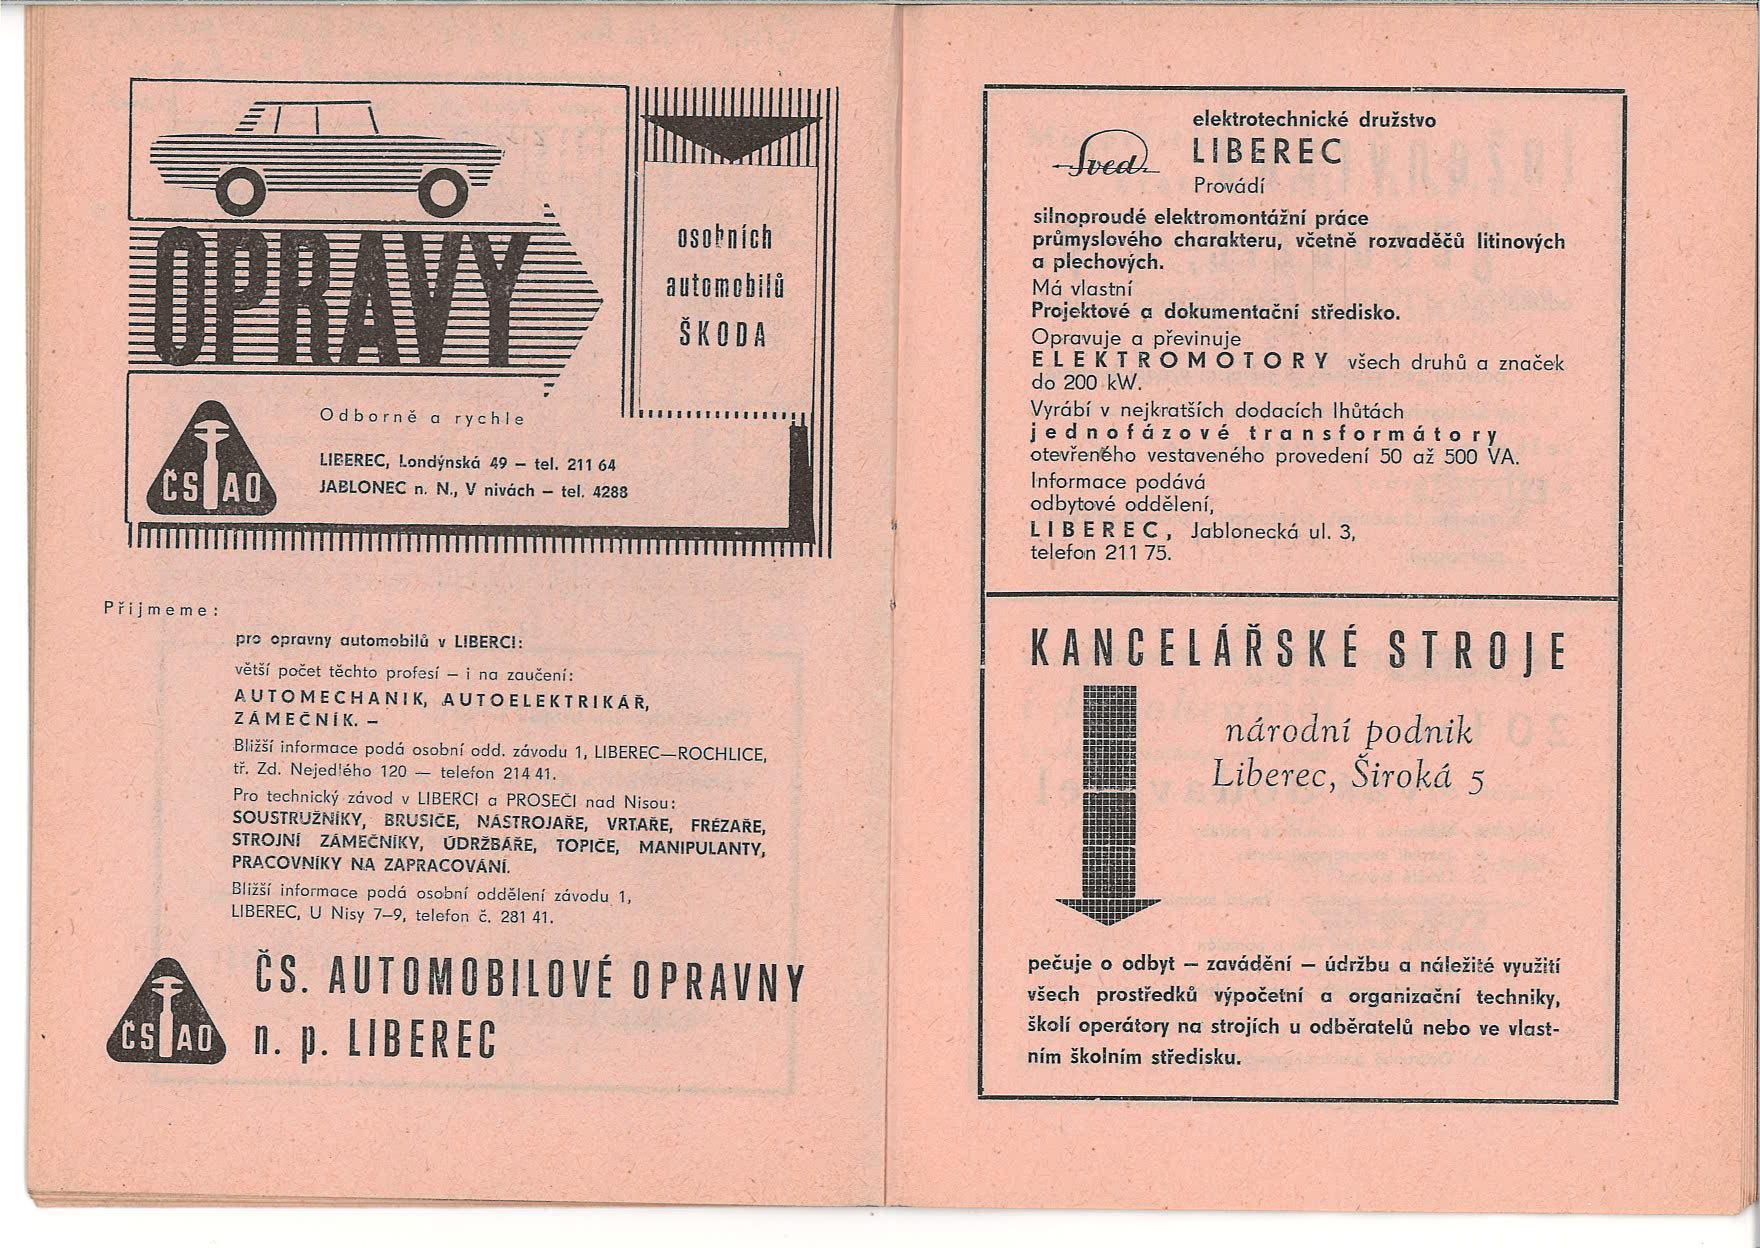 OPRAVY
osobních
automobilů
ŠKODA
Odborně a rychle
LIBEREC, Londýnská 49 – tel. 211 64
JABLONEC n. N., V nivách – tel. 4288
ČSAO
Přijmeme:
pro opravny automobilů v LIBERCI:
větší počet těchto profesí – i na zaučení:
AUTOMECHANIK, AUTOELEKTRIKÁŘ,
ZÁMEČNÍK. –
Bližší informace podá osobní odd. závodu 1, LIBEREC—ROCHLICE,
tř. Zd. Nejedlého 120 — telefon 214 41.
Pro technický závod v LIBERCI a PROSEČI nad Nisou:
SOUSTRUŽNÍKY, BRUSIČE, NÁSTROJAŘE, VRTAŘE, FRÉZAŘE,
STROJNÍ ZÁMEČNÍKY, ÚDRŽBÁŘE, TOPIČE, MANIPULANTY,
PRACOVNÍKY NA ZAPRACOVÁNÍ.
Bližší informace podá osobní oddělení závodu 1,
LIBEREC, U Nisy 7–9, telefon č. 281 41.
ČSAO
ČS. AUTOMOBILOVÉ OPRAVNY
n. p. LIBEREC
Sved
elektrotechnické družstvo
LIBEREC
Provádí
silnoproudé elektromontážní práce
průmyslového charakteru, včetně rozvaděčů litinových
a plechových.
Má vlastní
Projektové a dokumentační středisko.
Opravuje a převinuje
ELEKTROMOTORY všech druhů a značek
do 200 kW.
Vyrábí v nejkratších dodacích lhůtách
jednofázové transformátory
otevřeného vestaveného provedení 50 až 500 VA.
Informace podává
odbytové oddělení,
LIBEREC, Jablonecká ul. 3,
telefon 211 75.
KANCELÁŘSKÉ STROJE
národní podnik
Liberec, Široká 5
pečuje o odbyt – zavádění – údržbu a náležité využití
všech prostředků výpočetní a organizační techniky,
školí operátory na strojích u odběratelů nebo ve vlast-
ním školním středisku.